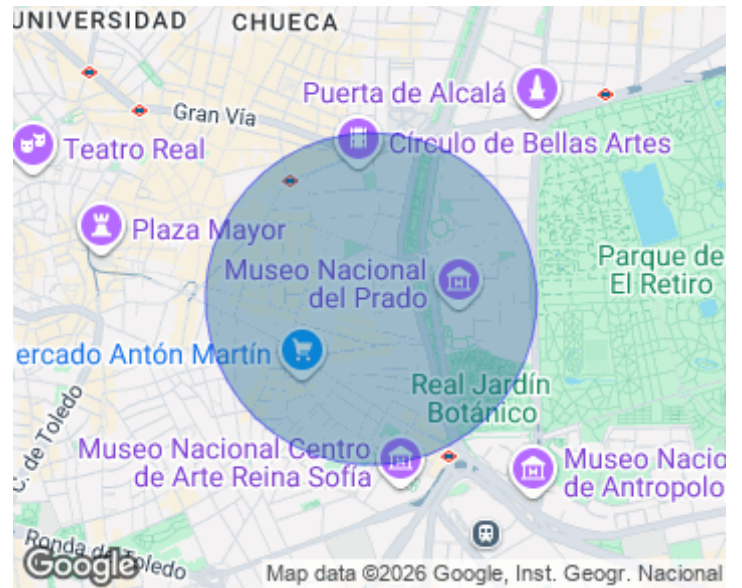 UNIVERSIDAD
CHUECA
Puerta de Alcalá
Gran Vía
Teatro Real
Círculo de Bellas Artes
Plaza Mayor
Museo Nacional
del Prado
Parque de
El Retiro
ercado Antón Martín
Real Jardín
Botánico
C. de Toledo
Museo Nacional Centro
de Arte Reina Sofía
Museo Nacio
de Antropolo
Ronda de Toledo
Google
Map data ©2026 Google, Inst. Geogr. Nacional